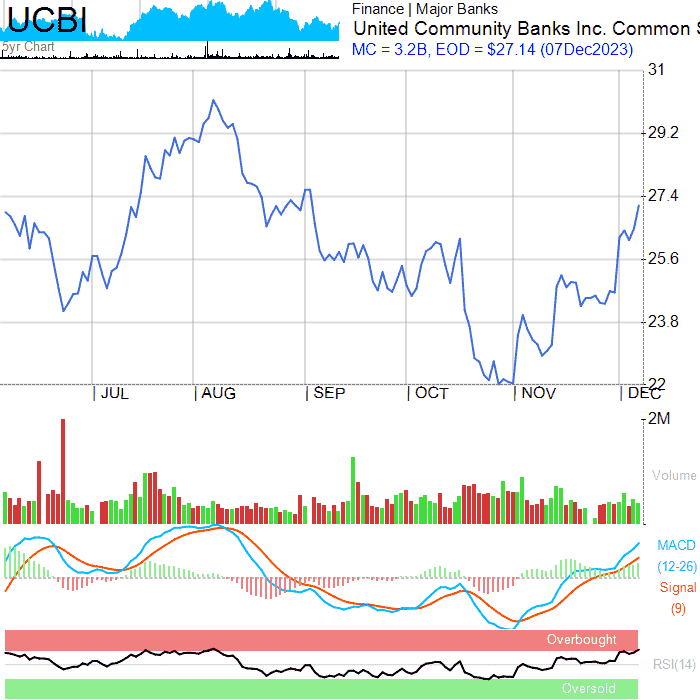 UCBI
5yr Chart
Finance | Major Banks
United Community Banks Inc. Common S
MC = 3.2B, EOD = $27.14 (07Dec2023)
31
29.2
27.4
25.6
23.8
22
JUL AUG SEP OCT NOV DEC
2M
Volume
MACD
(12-26)
Signal
(9)
Overbought
RSI(14)
Oversold